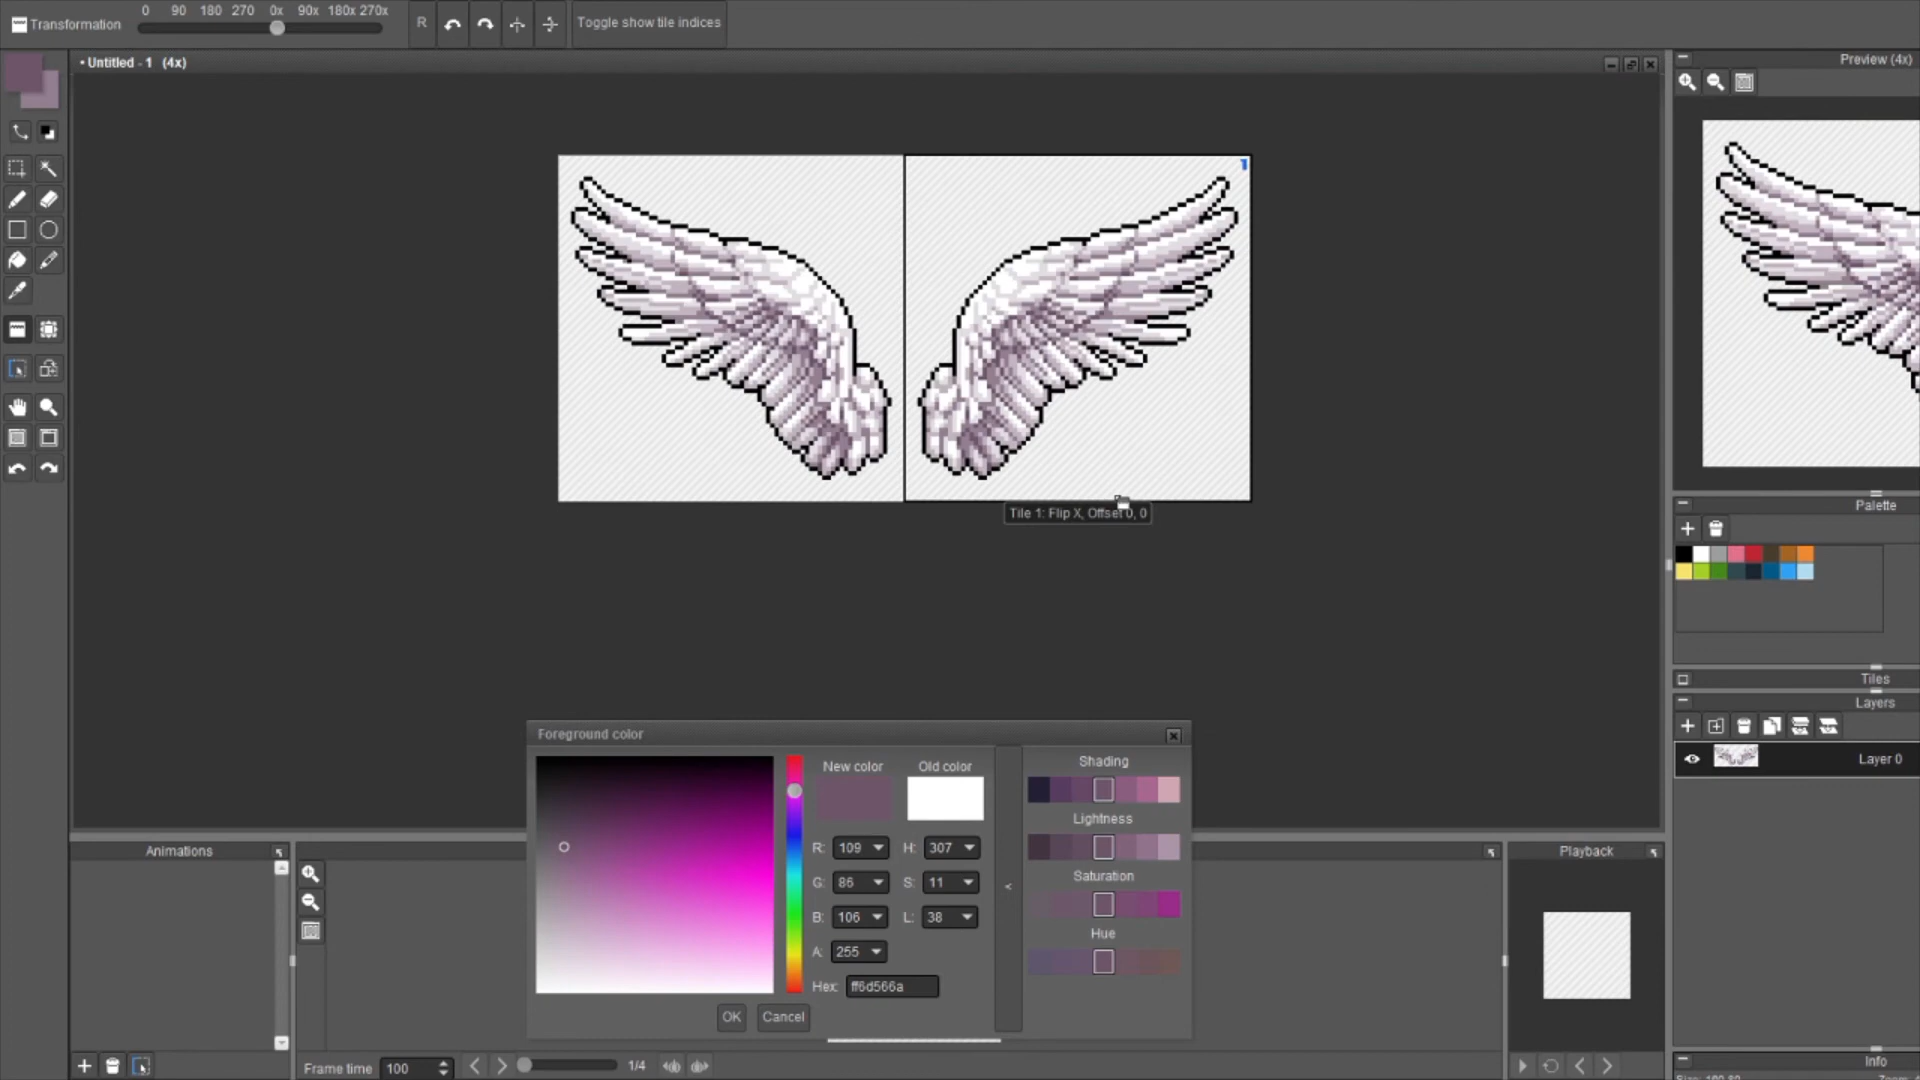 Transformation
0 90 180 270 0x 90x 180x 270x
R
Toggle show tile indices
• Untitled - 1 (4x)
Preview (4x)
1
Tile 1: Flip X, Offset 0, 0
Palette
Tiles
Layers
Layer 0
Foreground color
New color
Old color
R: 109
H: 307
G: 86
S: 11
B: 106
L: 38
A: 255
Hex: ff6d566a
OK
Cancel
<
Shading
Lightness
Saturation
Hue
Animations
Frame time 100
1/4
Playback
Info